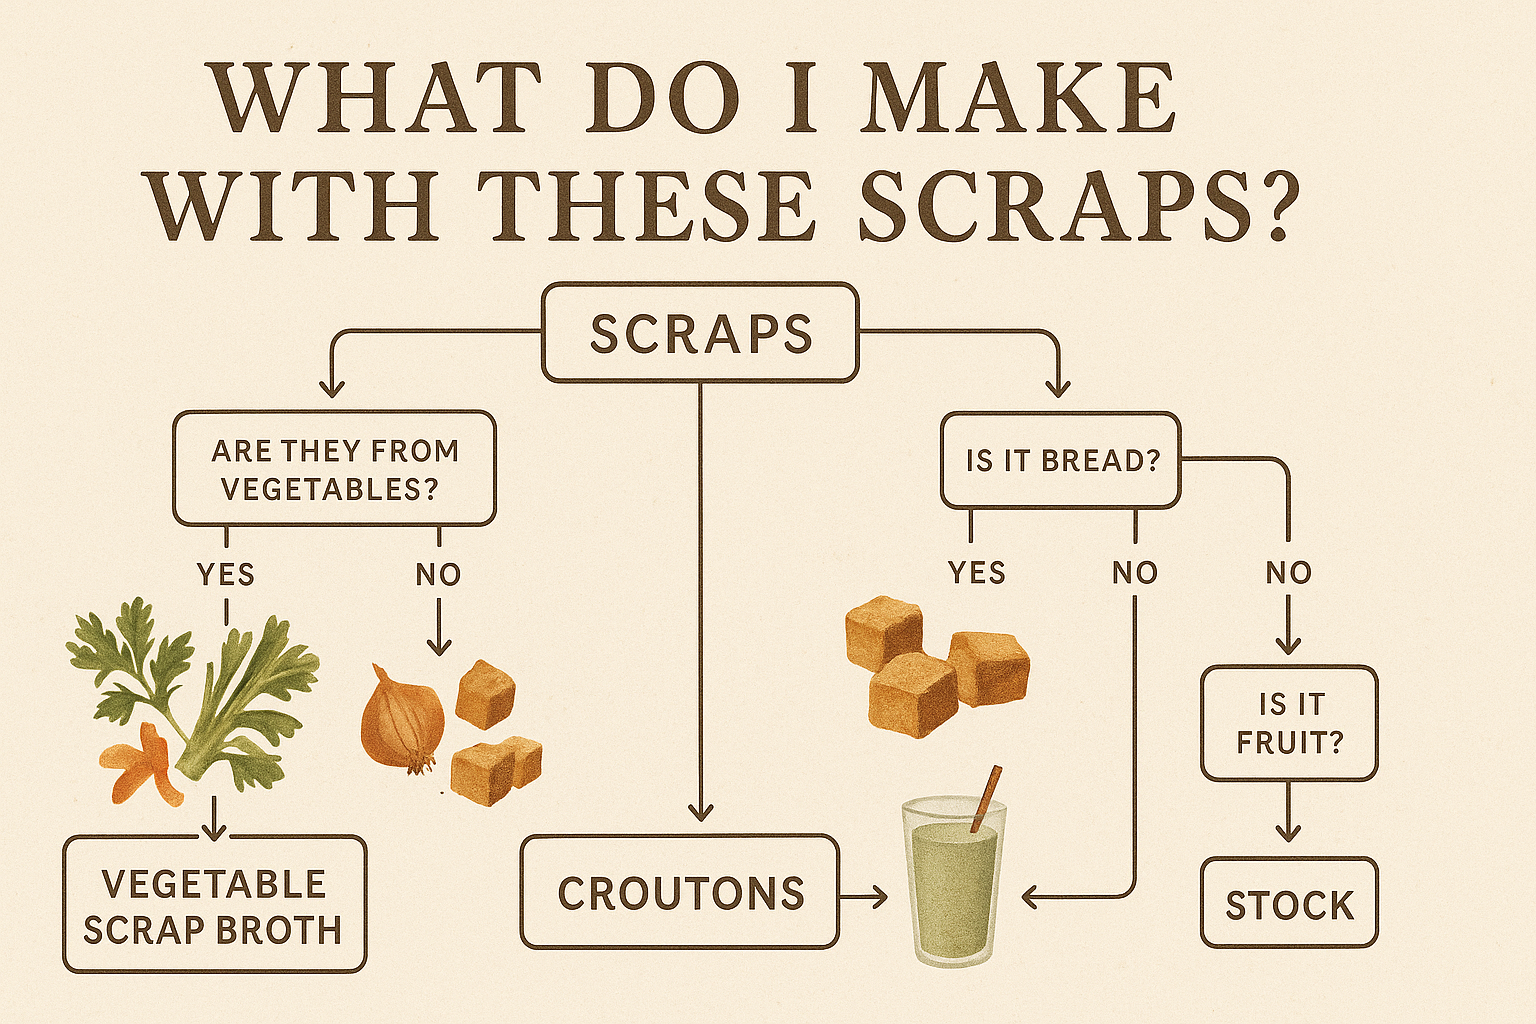 WHAT DO I MAKE
WITH THESE SCRAPS?
SCRAPS
ARE THEY FROM
VEGETABLES?
IS IT BREAD?
YES
NO
YES
NO
NO
IS IT
FRUIT?
VEGETABLE
SCRAP BROTH
CROUTONS
STOCK